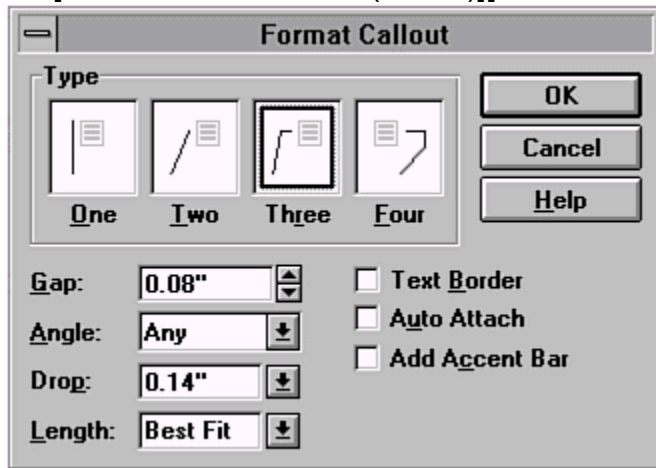 Format Callout
Type
One Two Three Four
OK
Cancel
Help
Gap: 0.08"
Angle: Any
Drop: 0.14"
Length: Best Fit
Text Border
Auto Attach
Add Accent Bar